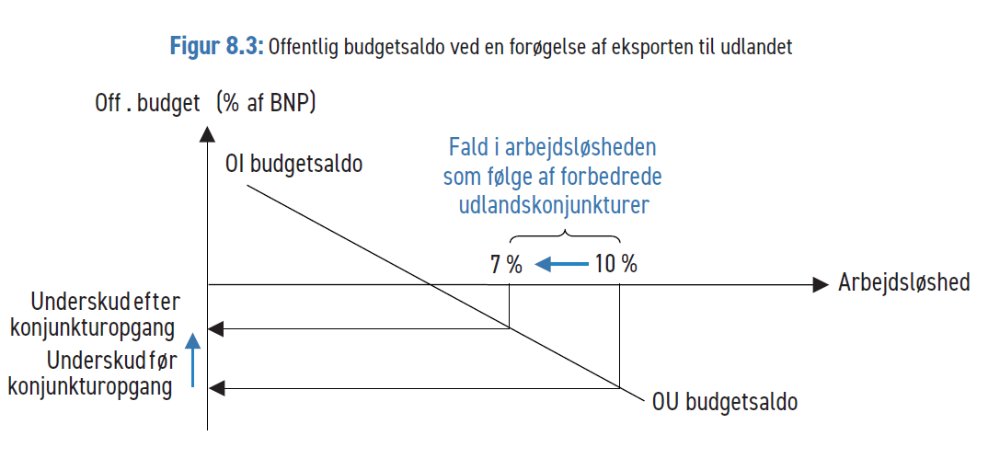 Figur 8.3: Offentlig budgetsaldo ved en forøgelse af eksporten til udlandet
Off . budget (% af BNP)
OI budgetsaldo
Fald i arbejdsløsheden
som følge af forbedrede
udlandskonjunkturer
7 %
10 %
Arbejdsløshed
Underskud efter
konjunkturopgang
Underskud før
konjunkturopgang
OU budgetsaldo